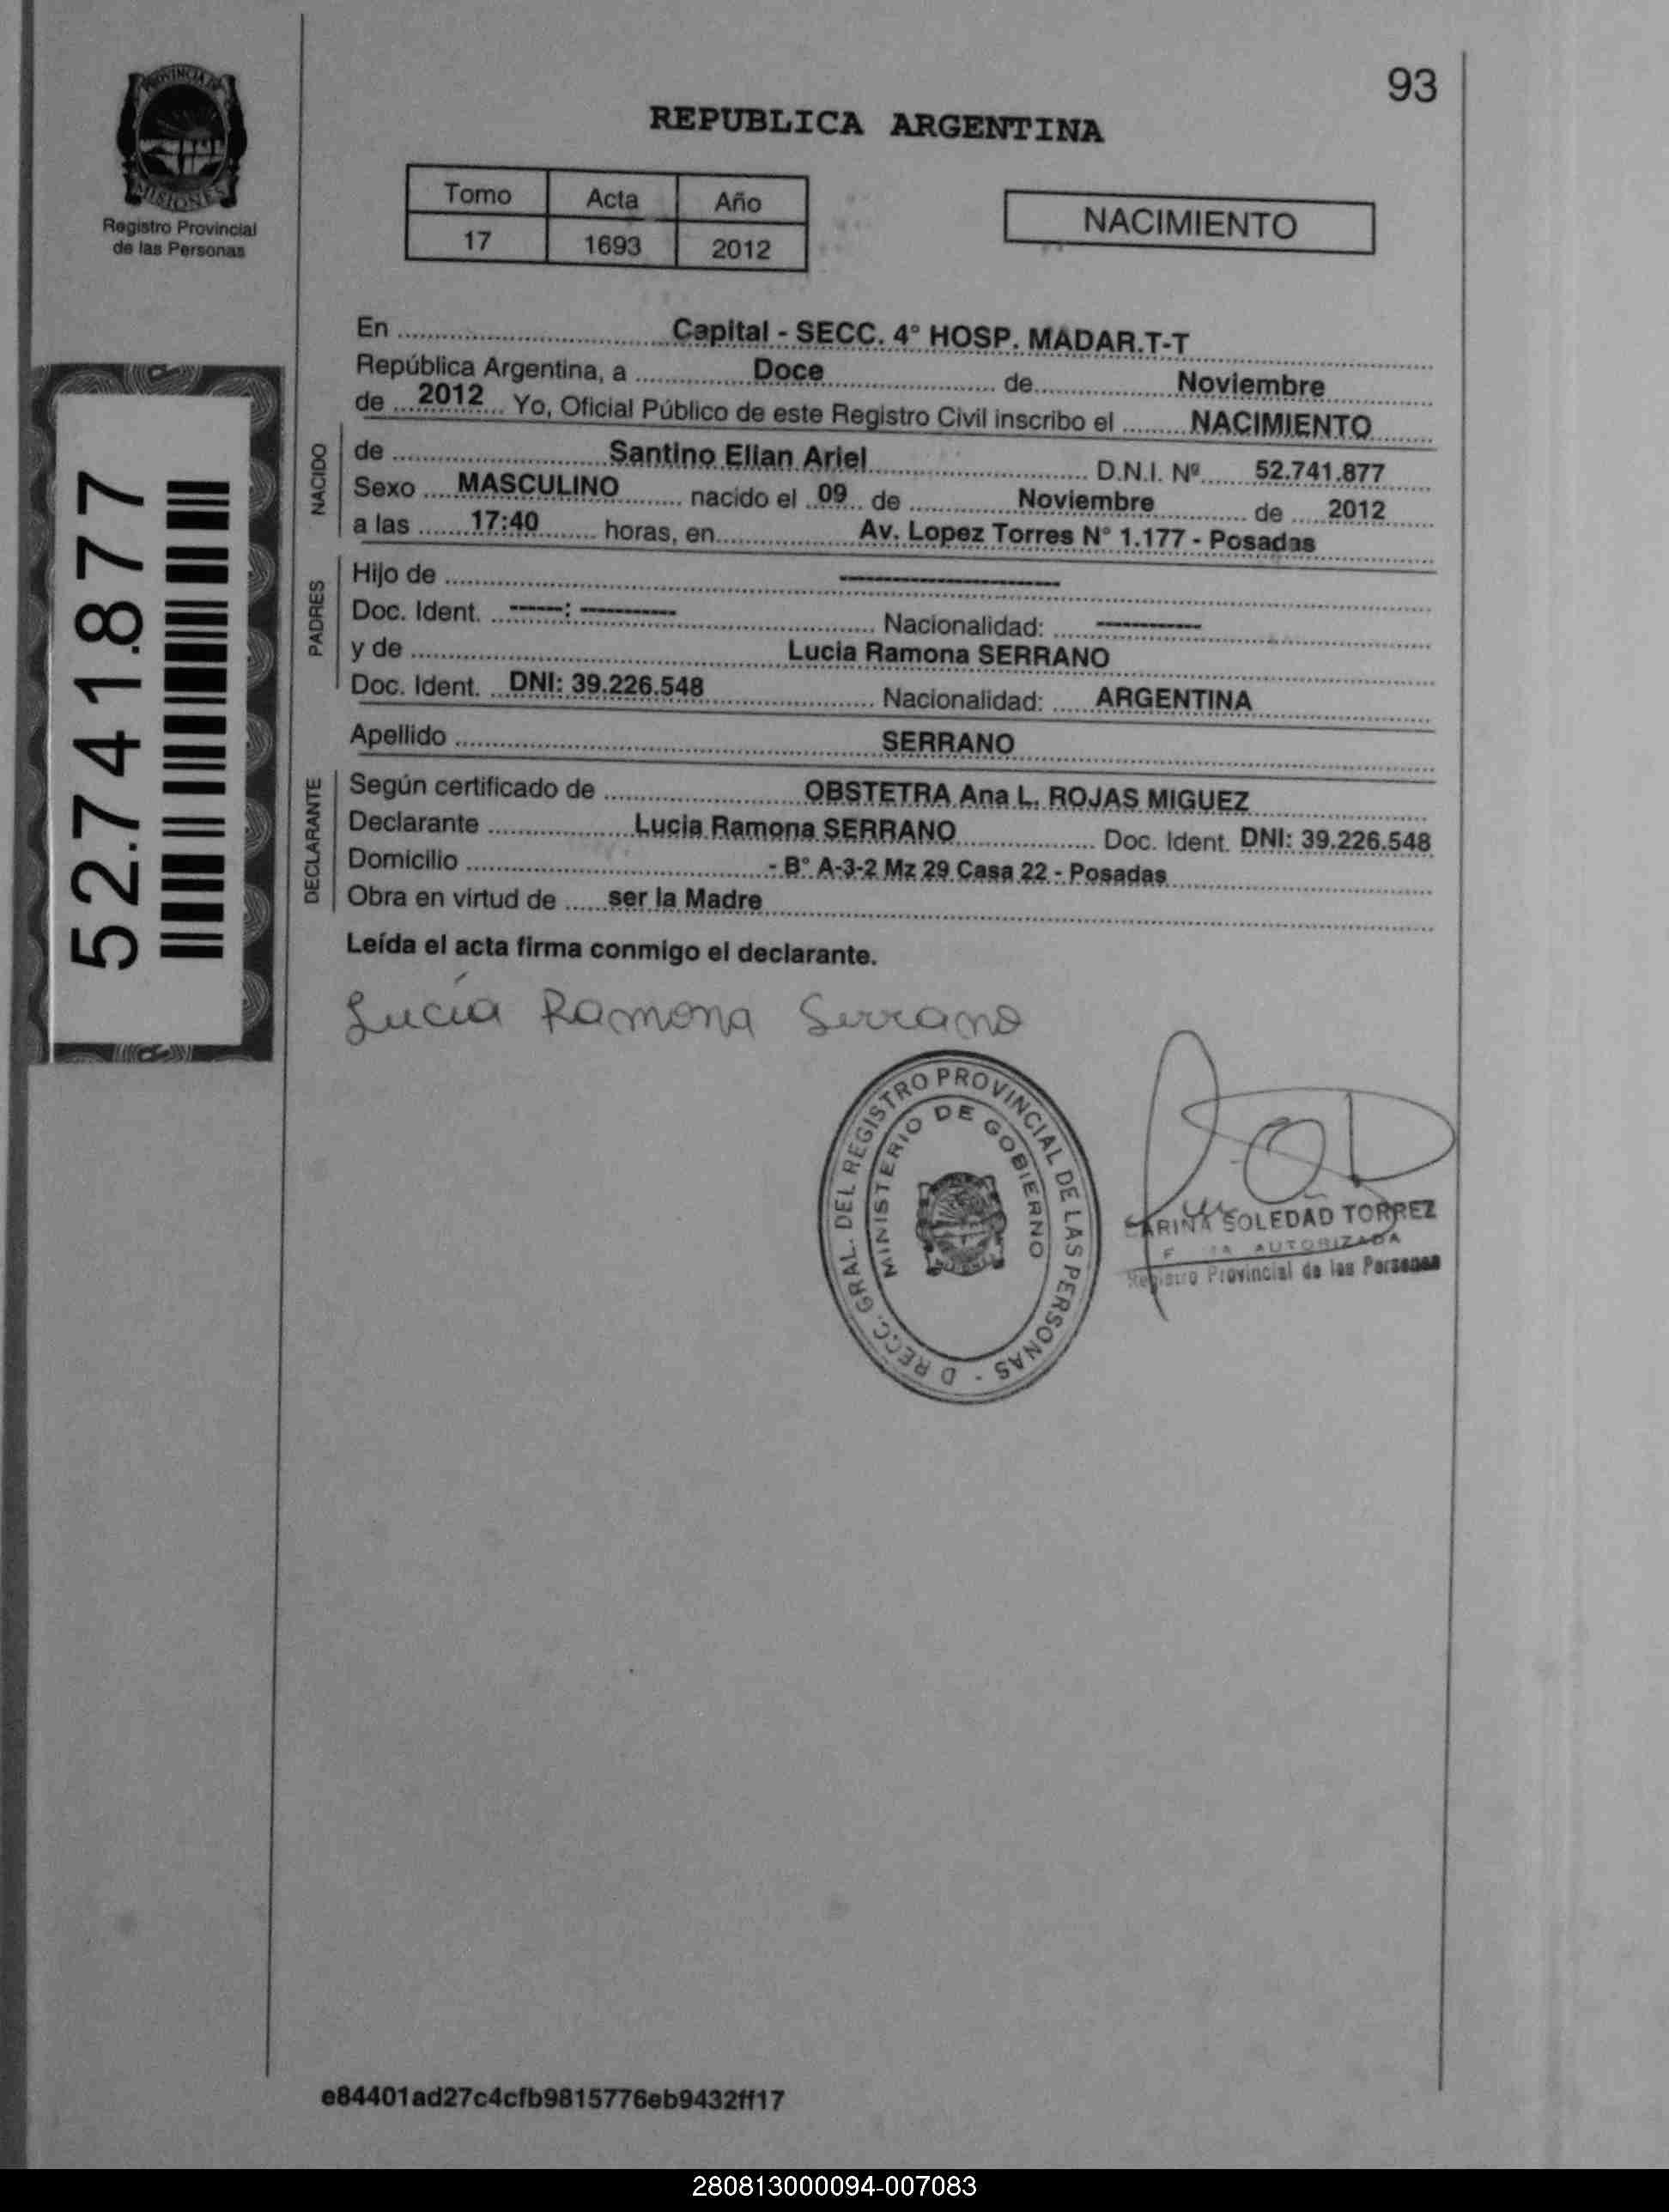 93
PROVINCIA DE
MISIONES
Registro Provincial
de las Personas
REPUBLICA ARGENTINA
Tomo Acta Año
17 1693 2012
NACIMIENTO
En Capital - SECC. 4° HOSP. MADAR.T-T
República Argentina, a Doce de Noviembre
de 2012 Yo, Oficial Público de este Registro Civil inscribo el NACIMIENTO
NACIDO
de Santino Elian Ariel D.N.I. Nº 52.741.877
Sexo MASCULINO nacido el 09 de Noviembre de 2012
a las 17:40 horas, en Av. Lopez Torres N° 1.177 - Posadas
PADRES
Hijo de ----------
Doc. Ident. -----: --------- Nacionalidad: ----------
y de Lucia Ramona SERRANO
Doc. Ident. DNI: 39.226.548 Nacionalidad: ARGENTINA
Apellido SERRANO
DECLARANTE
Según certificado de OBSTETRA Ana L. ROJAS MIGUEZ
Declarante Lucia Ramona SERRANO Doc. Ident. DNI: 39.226.548
Domicilio - B° A-3-2 Mz 29 Casa 22 - Posadas
Obra en virtud de ser la Madre
Leída el acta firma conmigo el declarante.
Lucía Ramona Serrano
52.741.877
GRAL. DEL REGISTRO PROVINCIAL DE LAS PERSONAS - D RECC.
MINISTERIO DE GOBIERNO
SOLEDAD TORREZ
AUTORIZADA
Registro Provincial de las Personas
e84401ad27c4cfb9815776eb9432ff17
280813000094-007083